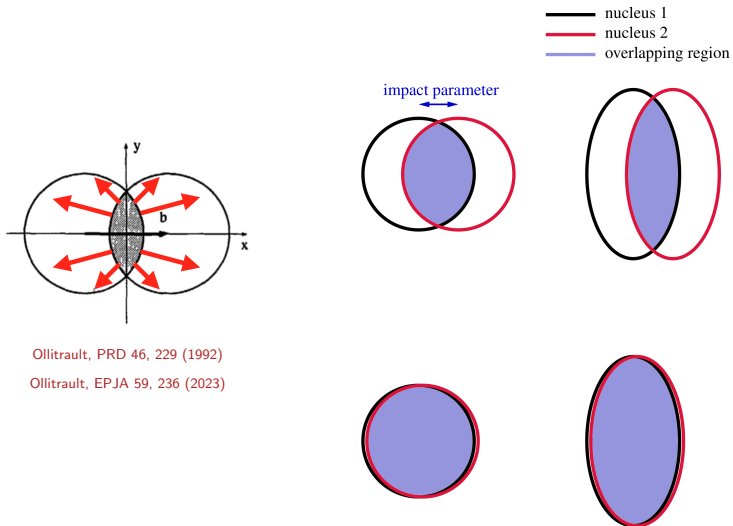 nucleus 1
nucleus 2
overlapping region
impact parameter
y
b
x
Ollitrault, PRD 46, 229 (1992)
Ollitrault, EPJA 59, 236 (2023)